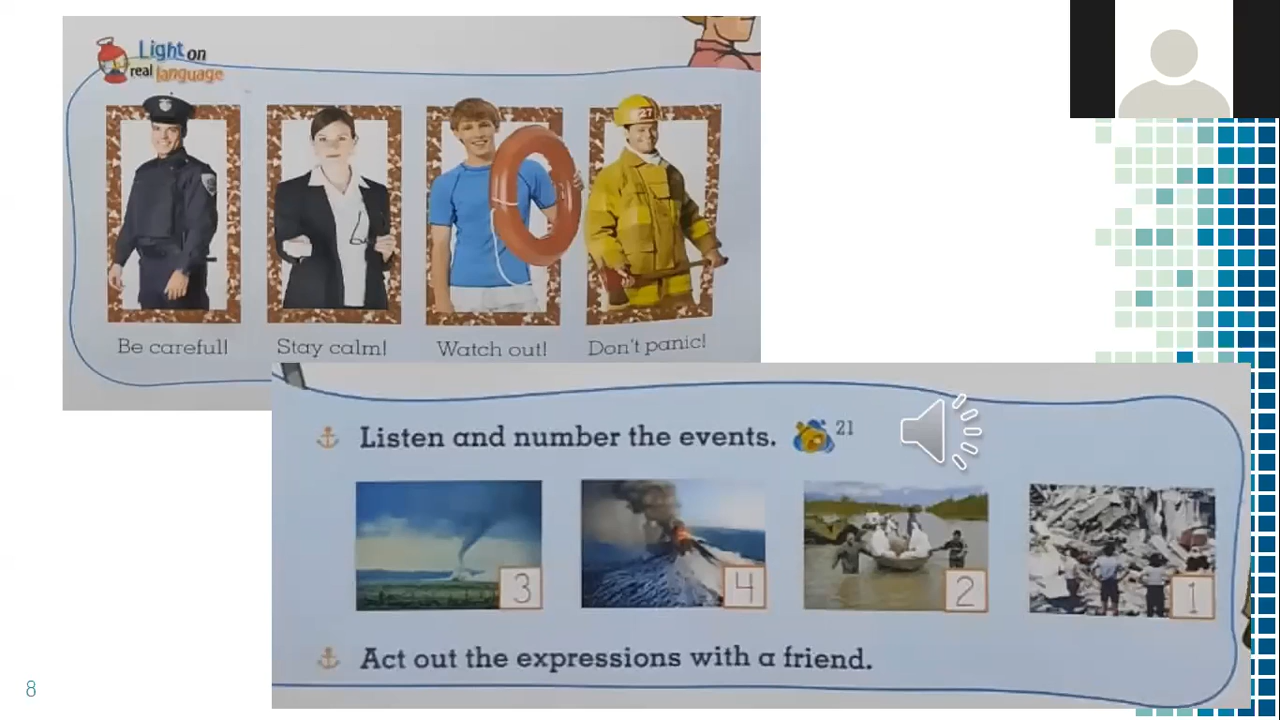 Light on
real language
27
Be careful! Stay calm! Watch out! Don't panic!
Listen and number the events. 21
3 4 2 1
Act out the expressions with a friend.
8